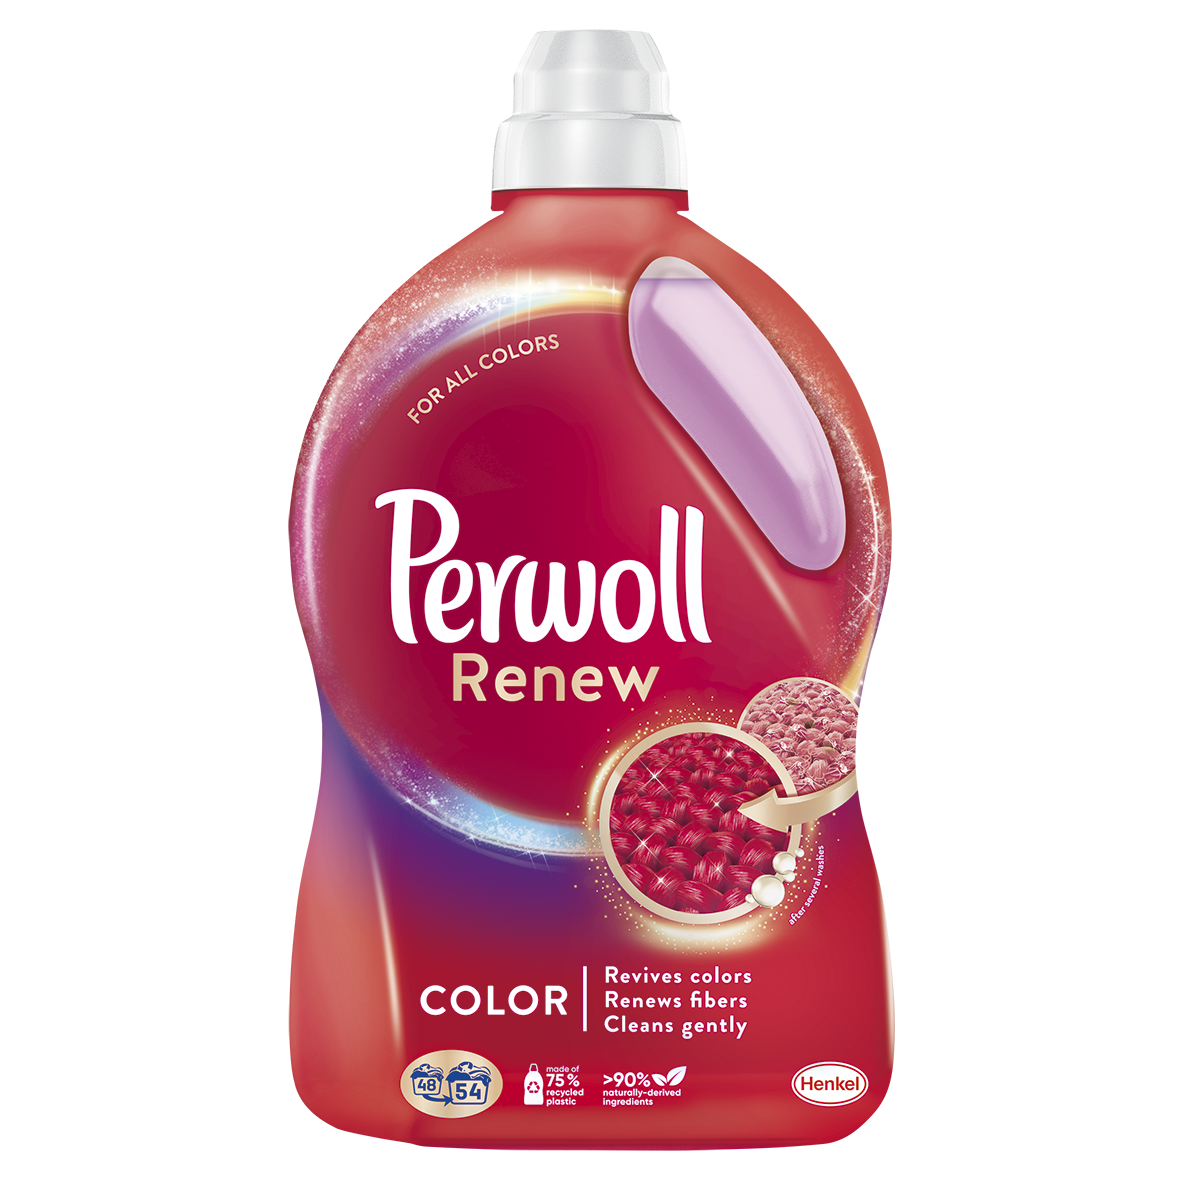 FOR ALL COLORS
Perwoll
Renew
after several washes
COLOR
Revives colors
Renews fibers
Cleans gently
48
54
made of
75%
recycled
plastic
>90%
naturally-derived
ingredients
Henkel